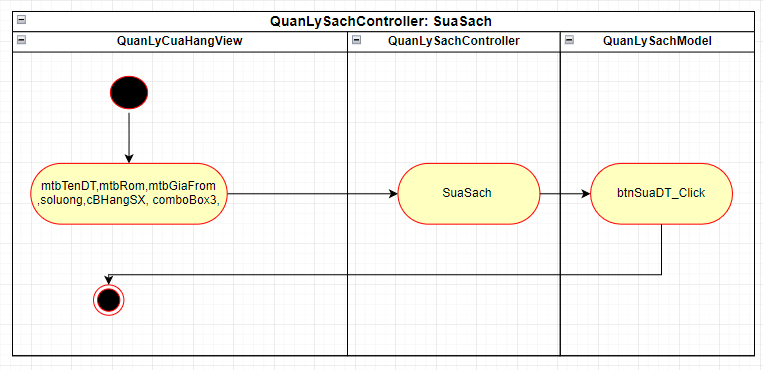 QuanLySachController: SuaSach
QuanLyCuaHangView
QuanLySachController
QuanLySachModel
mtbTenDT,mtbRom,mtbGiaFrom
,soluong,cBHangSX, comboBox3,
SuaSach
btnSuaDT_Click